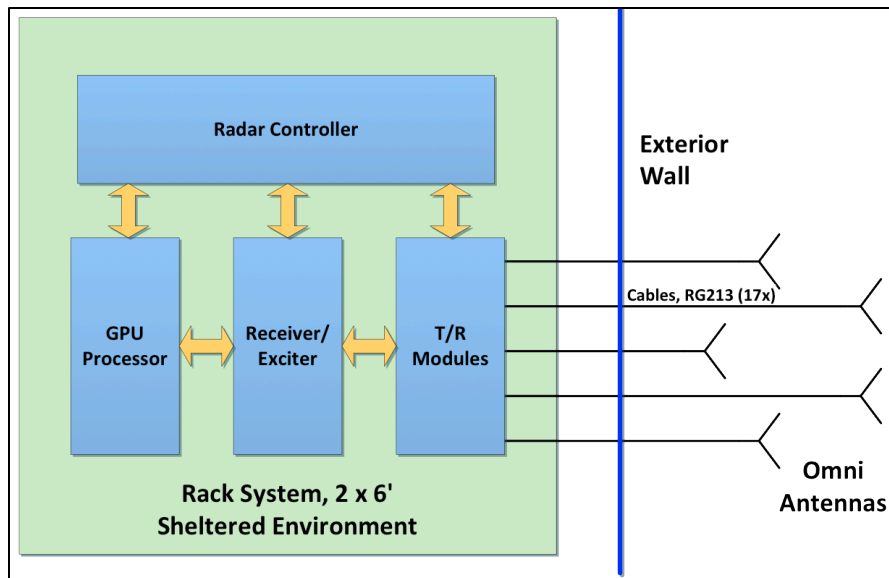 Radar Controller
Exterior
Wall
Cables, RG213 (17x)
GPU
Processor
Receiver/
Exciter
T/R
Modules
Omni
Antennas
Rack System, 2 x 6'
Sheltered Environment